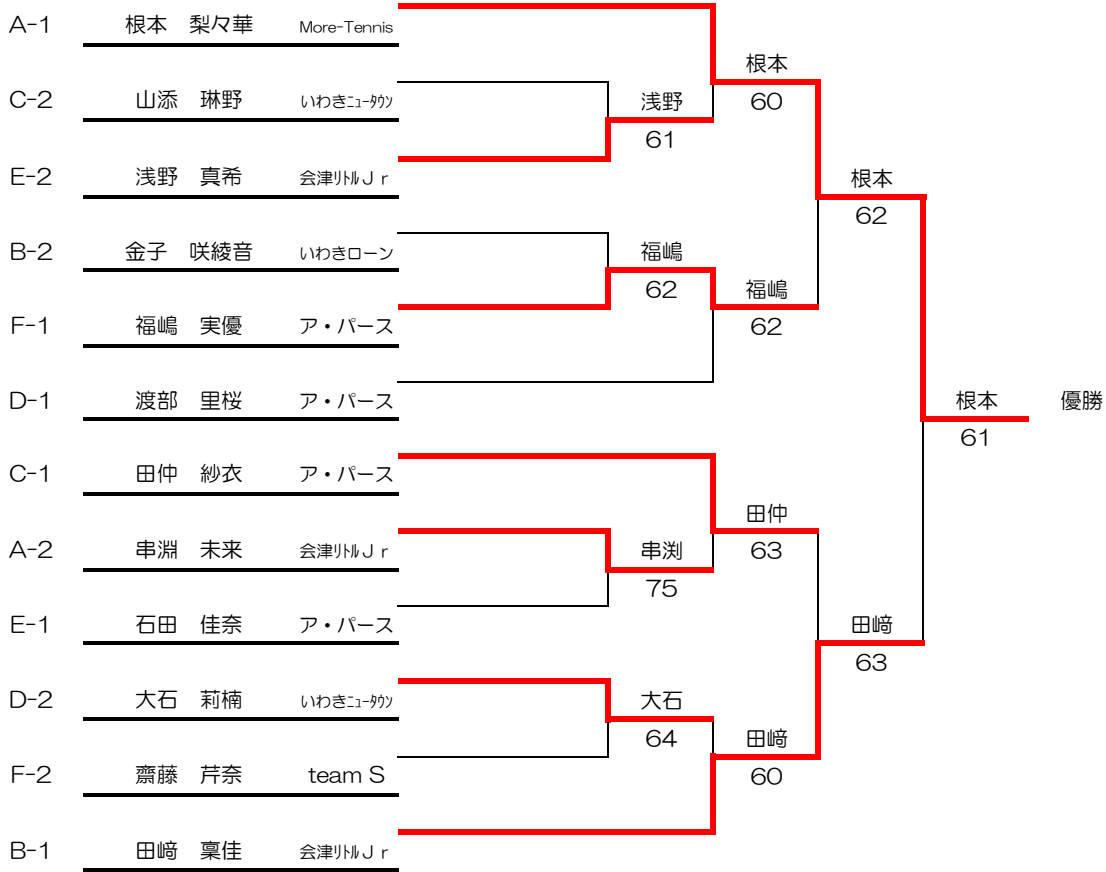 A-1 根本 梨々華 More-Tennis
根本
C-2 山添 琳野 いわきﾆｭｰﾀｳﾝ 浅野 60
61
E-2 浅野 真希 会津ﾘﾄﾙJr 根本
62
B-2 金子 咲綾音 いわきローン 福嶋
62 福嶋
F-1 福嶋 実優 ア・パース 62
D-1 渡部 里桜 ア・パース 根本 優勝
61
C-1 田仲 紗衣 ア・パース
田仲
A-2 串淵 未来 会津ﾘﾄﾙJr 串渕 63
75
E-1 石田 佳奈 ア・パース 田﨑
63
D-2 大石 莉楠 いわきﾆｭｰﾀｳﾝ 大石
64 田﨑
F-2 齋藤 芹奈 team S 60
B-1 田﨑 稟佳 会津ﾘﾄﾙJr